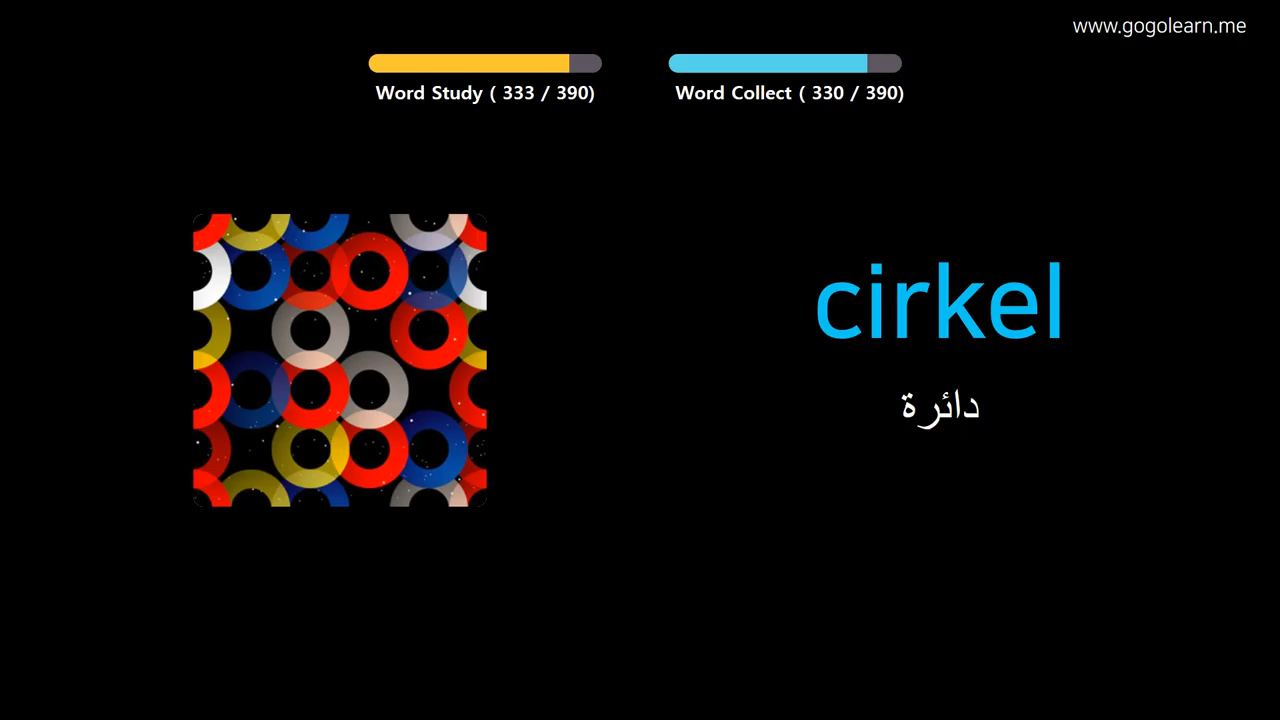 www.gogolearn.me
Word Study ( 333 / 390)
Word Collect ( 330 / 390)
cirkel
دائرة